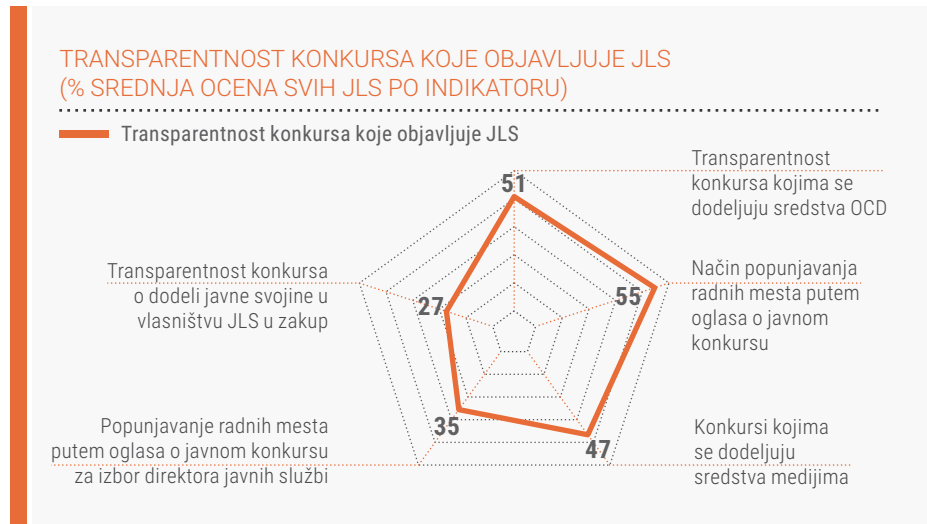 TRANSPARENTNOST KONKURSA KOJE OBJAVLJUJE JLS
(% SREDNJA OCENA SVIH JLS PO INDIKATORU)
Transparentnost konkursa koje objavljuje JLS
51
Transparentnost
konkursa kojima se
dodeljuju sredstva OCD
55
Način popunjavanja
radnih mesta putem
oglasa o javnom
konkursu
47
Konkursi kojima
se dodeljuju
sredstva medijima
35
Popunjavanje radnih mesta
putem oglasa o javnom konkursu
za izbor direktora javnih službi
27
Transparentnost konkursa
o dodeli javne svojine u
vlasništvu JLS u zakup